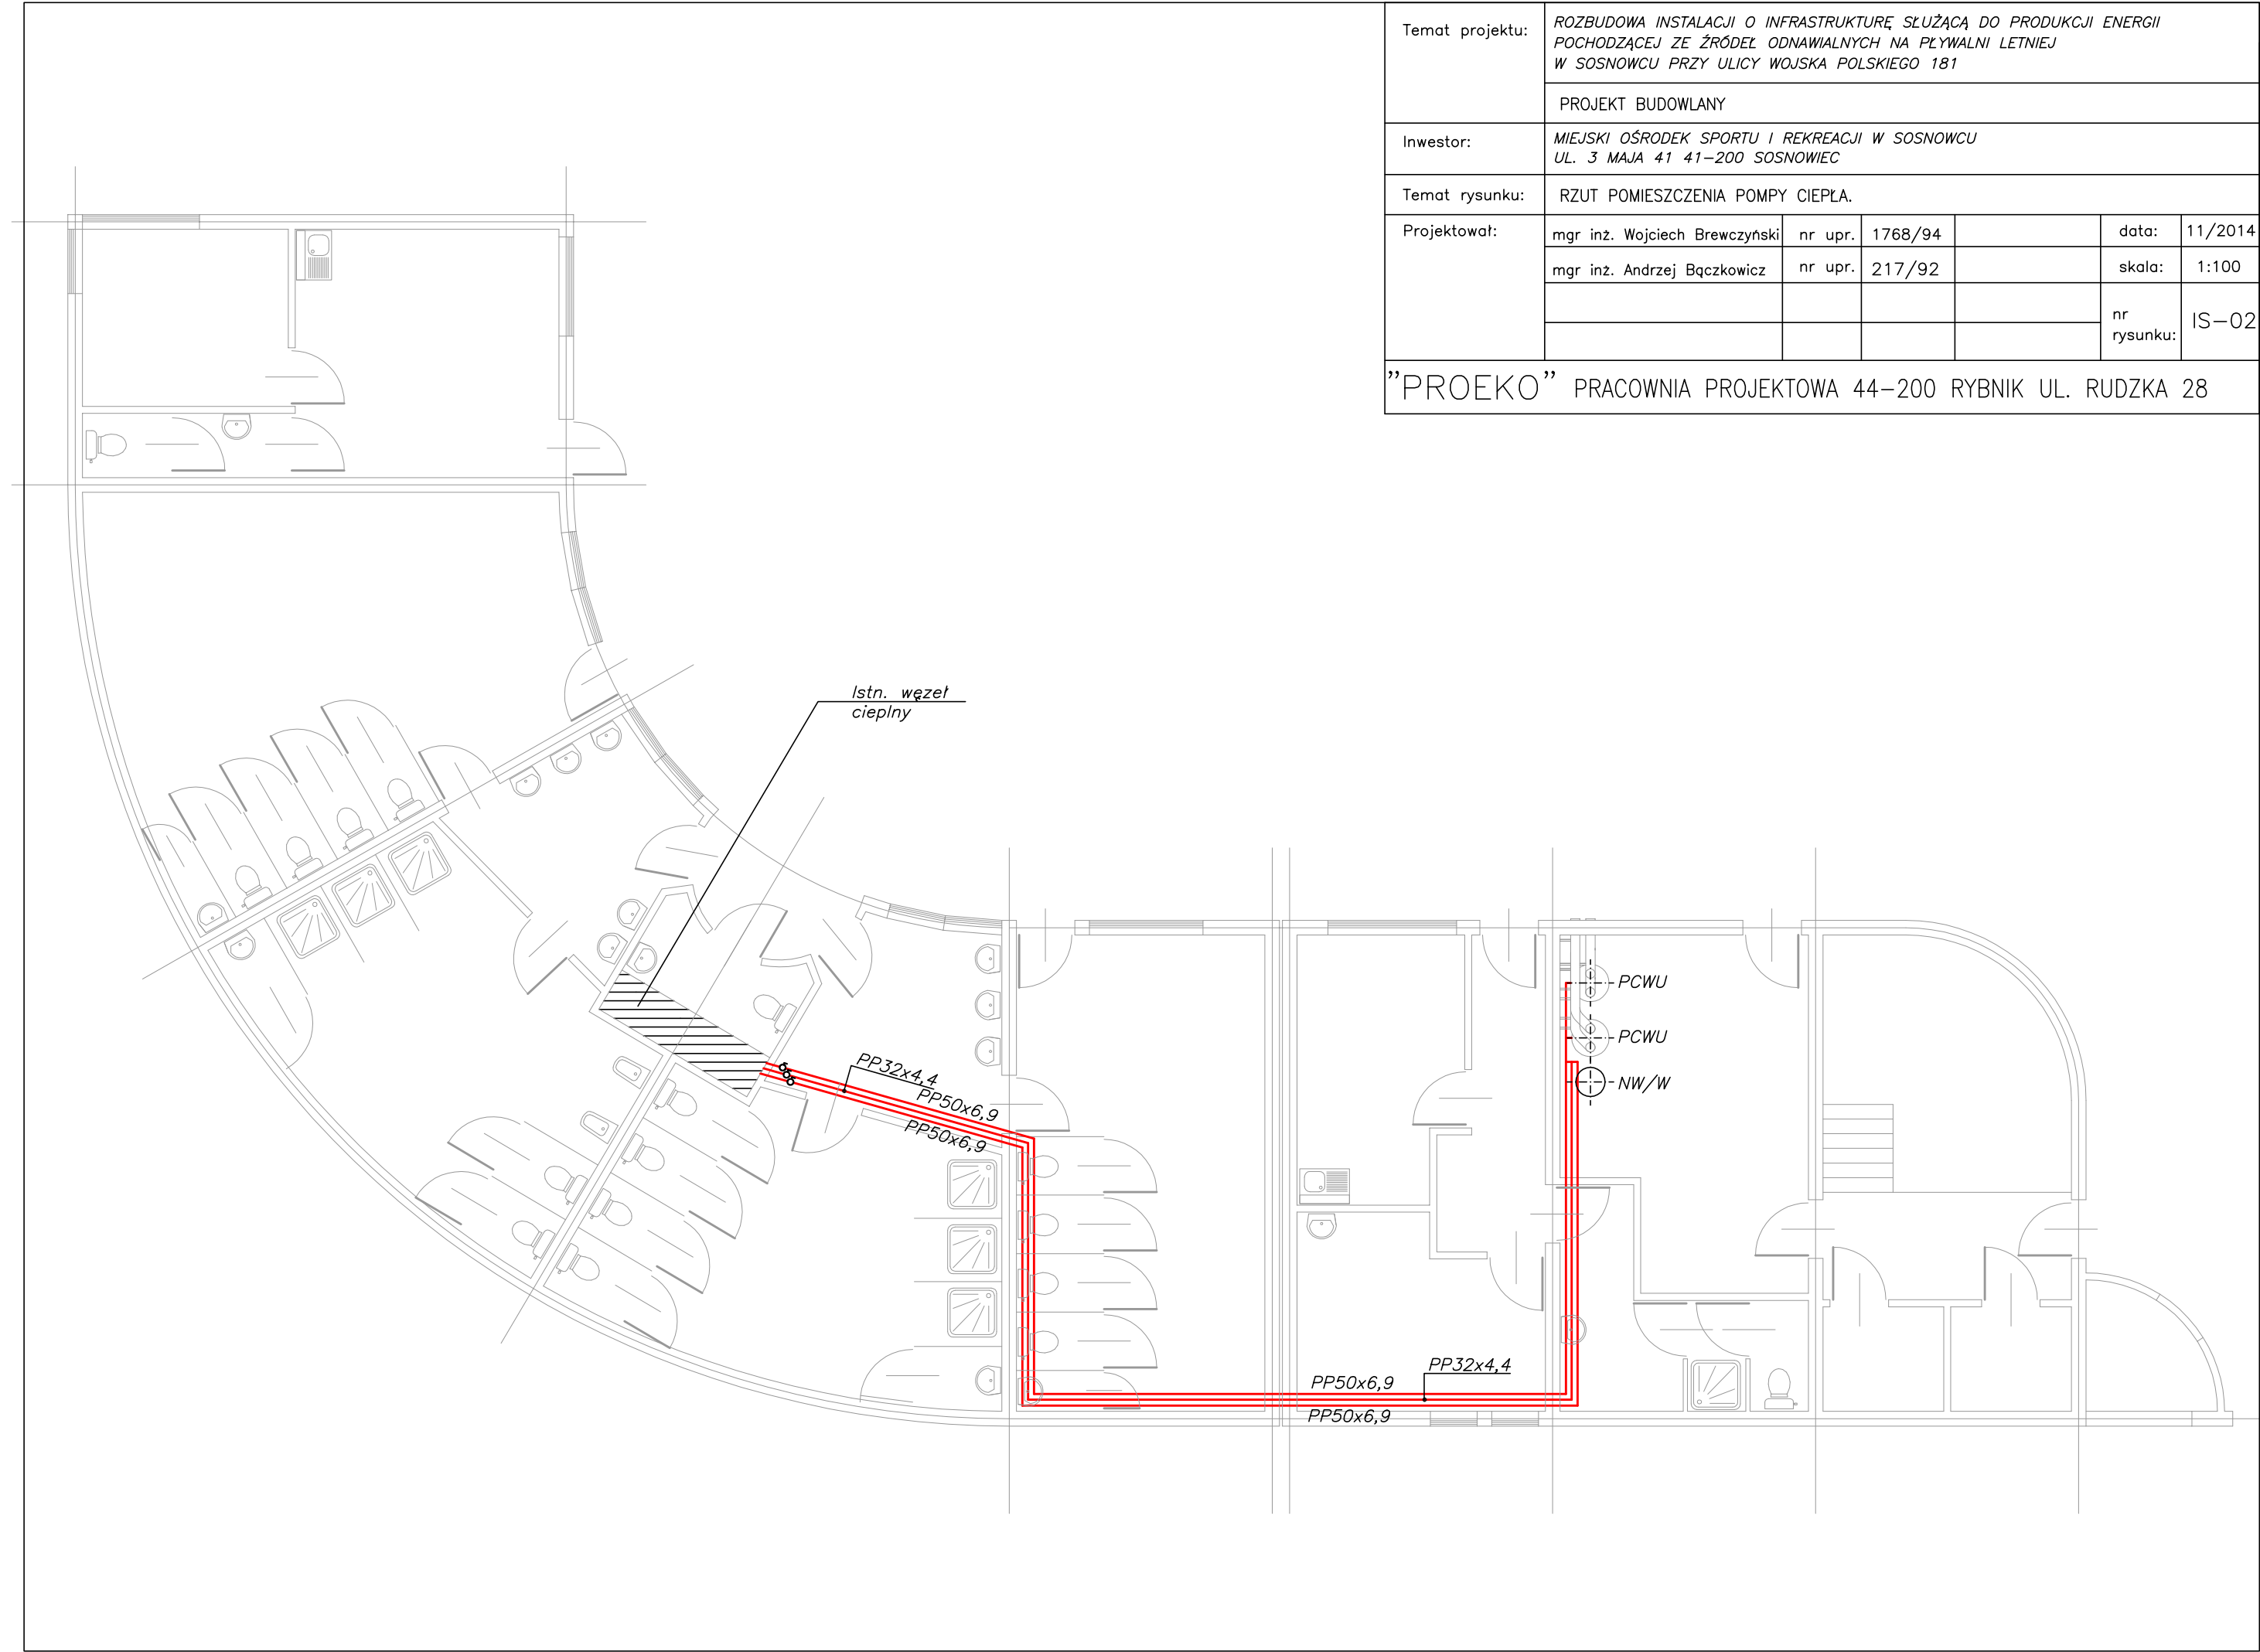 Temat projektu:
ROZBUDOWA INSTALACJI O INFRASTRUKTURĘ SŁUŻĄCĄ DO PRODUKCJI ENERGII
POCHODZĄCEJ ZE ŹRÓDEŁ ODNAWIALNYCH NA PŁYWALNI LETNIEJ
W SOSNOWCU PRZY ULICY WOJSKA POLSKIEGO 181
PROJEKT BUDOWLANY
Inwestor:
MIEJSKI OŚRODEK SPORTU I REKREACJI W SOSNOWCU
UL. 3 MAJA 41 41-200 SOSNOWIEC
Temat rysunku:
RZUT POMIESZCZENIA POMPY CIEPŁA.
Projektował:
mgr inż. Wojciech Brewczyński nr upr. 1768/94 data: 11/2014
mgr inż. Andrzej Bączkowicz nr upr. 217/92 skala: 1:100
nr
rysunku:
IS-02
"PROEKO" PRACOWNIA PROJEKTOWA 44-200 RYBNIK UL. RUDZKA 28
Istn. węzeł
cieplny
PCWU
PCWU
NW/W
PP32x4,4
PP50x6,9
PP50x6,9
PP32x4,4
PP50x6,9
PP50x6,9